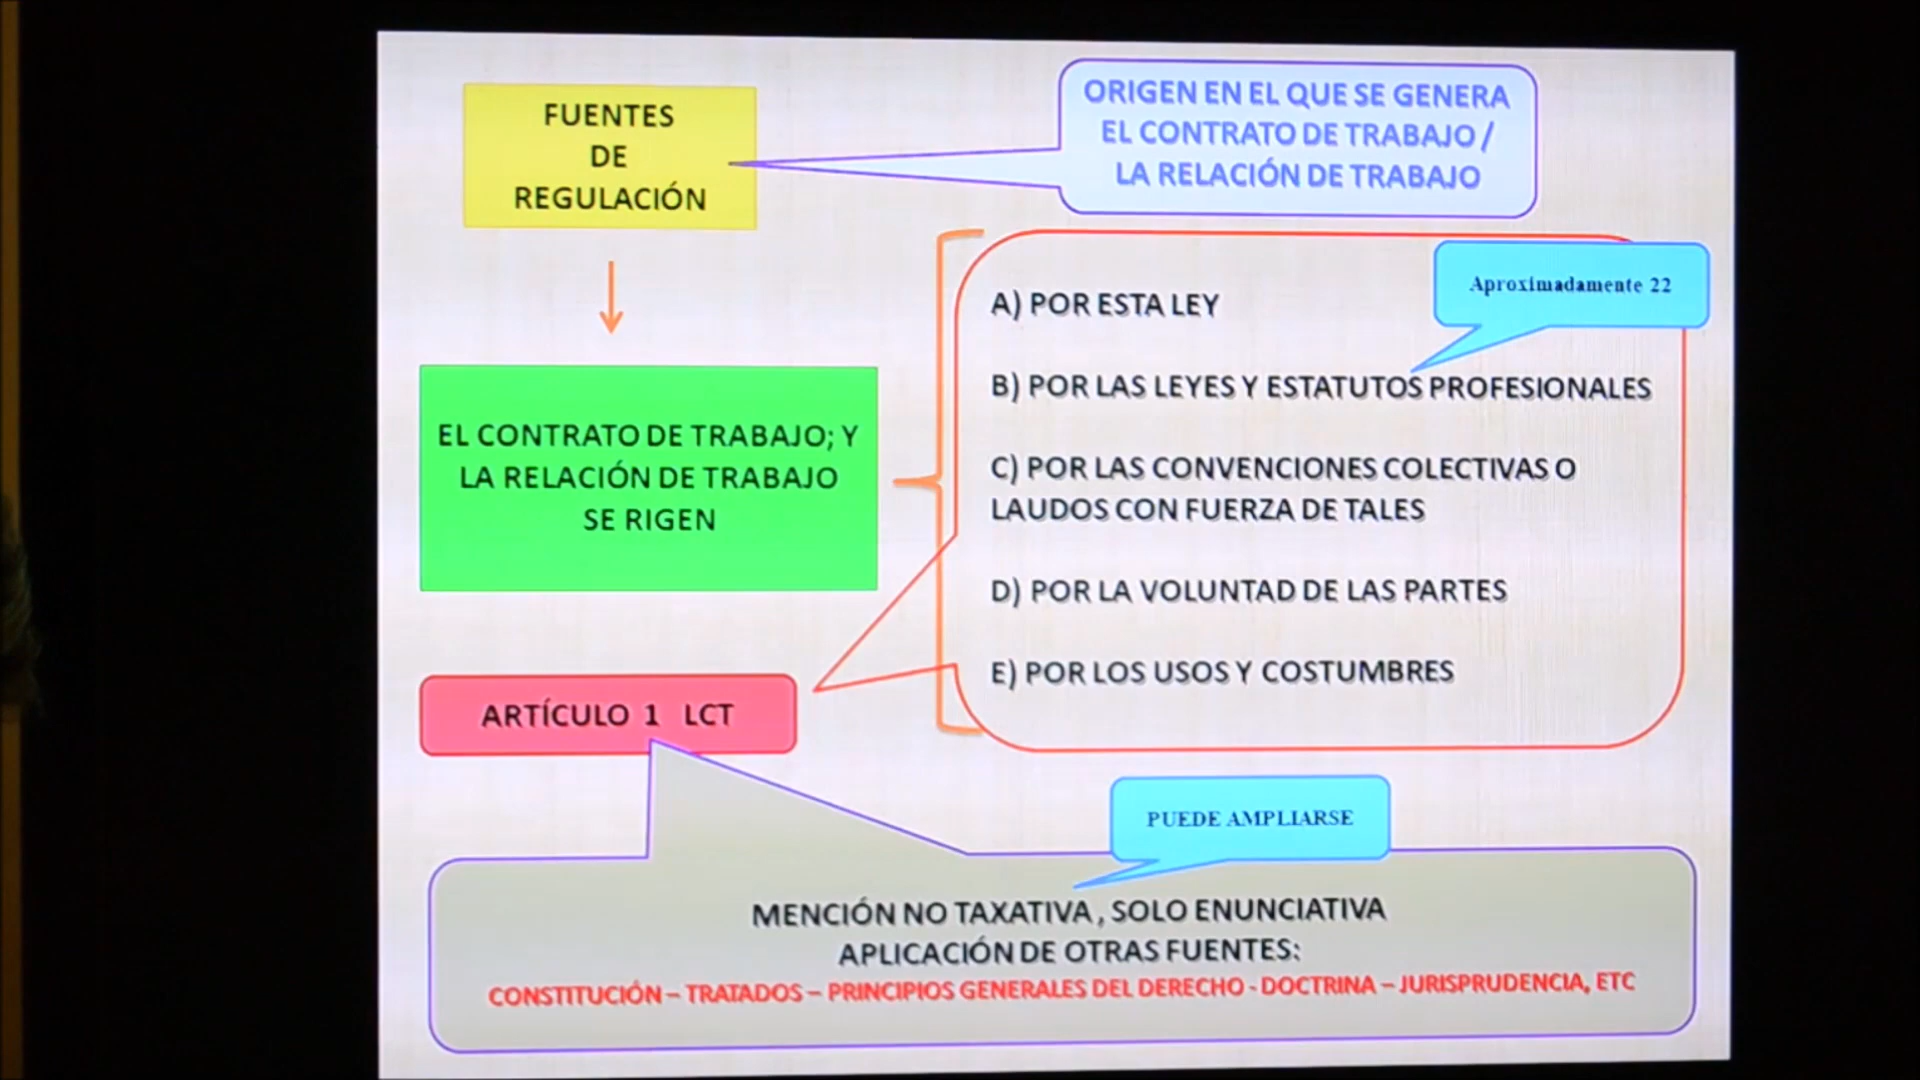 FUENTES
DE
REGULACIÓN
ORIGEN EN EL QUE SE GENERA
EL CONTRATO DE TRABAJO /
LA RELACIÓN DE TRABAJO
Aproximadamente 22
A) POR ESTA LEY
B) POR LAS LEYES Y ESTATUTOS PROFESIONALES
C) POR LAS CONVENCIONES COLECTIVAS O
LAUDOS CON FUERZA DE TALES
D) POR LA VOLUNTAD DE LAS PARTES
E) POR LOS USOS Y COSTUMBRES
EL CONTRATO DE TRABAJO; Y
LA RELACIÓN DE TRABAJO
SE RIGEN
ARTÍCULO 1 LCT
PUEDE AMPLIARSE
MENCIÓN NO TAXATIVA, SOLO ENUNCIATIVA
APLICACIÓN DE OTRAS FUENTES:
CONSTITUCIÓN – TRATADOS – PRINCIPIOS GENERALES DEL DERECHO - DOCTRINA – JURISPRUDENCIA, ETC